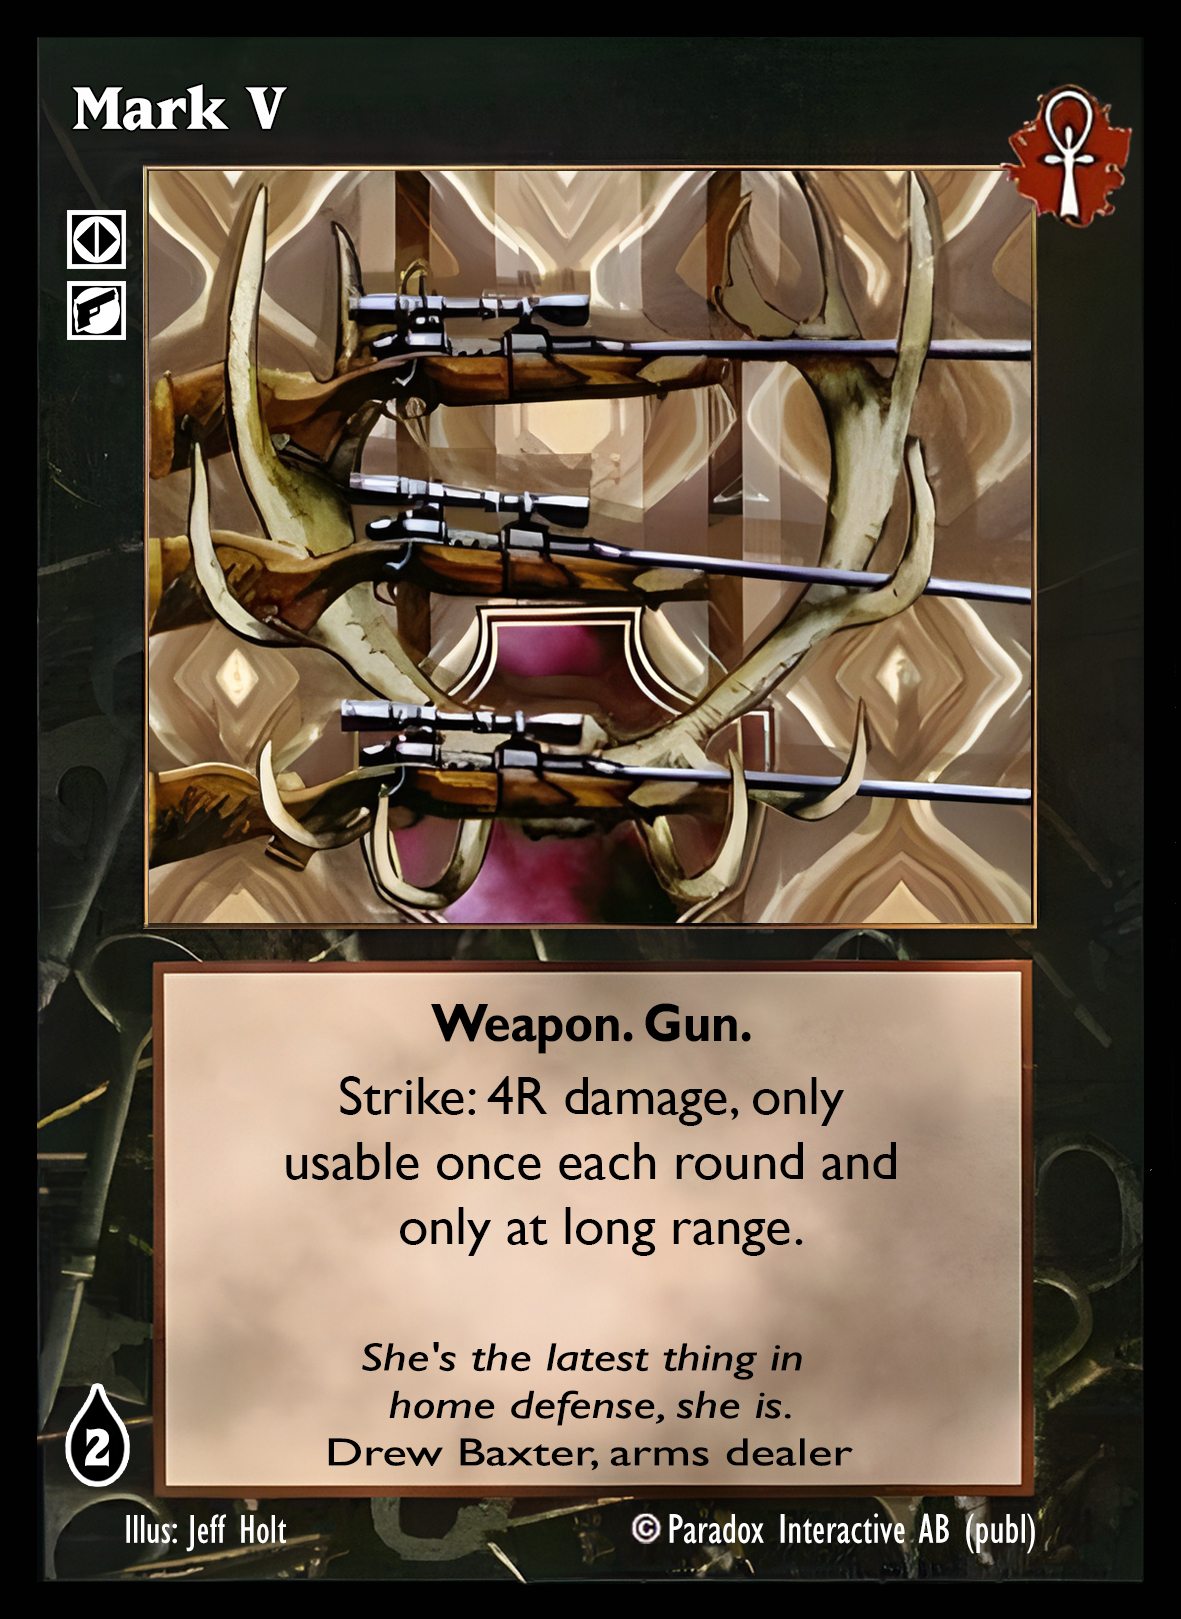 Mark V
Weapon. Gun.
Strike: 4R damage, only
usable once each round and
only at long range.
She's the latest thing in
home defense, she is.
Drew Baxter, arms dealer
2
Illus: Jeff Holt
© Paradox Interactive AB (publ)